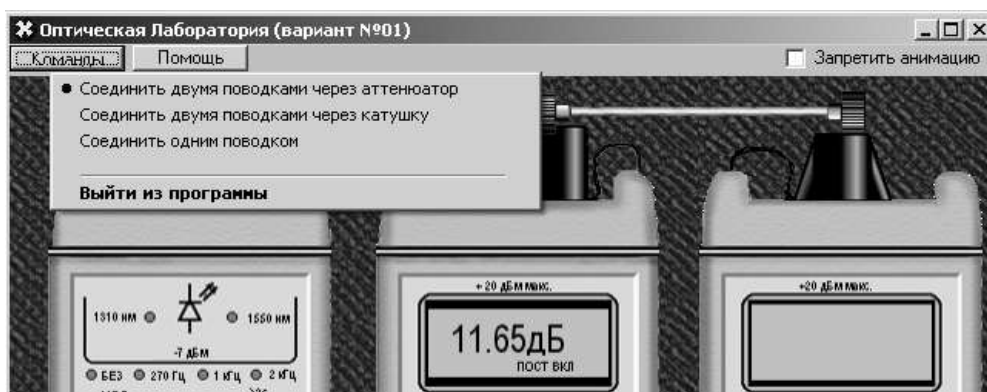 Оптическая Лаборатория (вариант №01)
Команды
Помощь
Запретить анимацию
Соединить двумя поводками через аттенюатор
Соединить двумя поводками через катушку
Соединить одним поводком
Выйти из программы
1310 нм
1550 нм
-7 дБм
БЕЗ 270 Гц 1 кГц 2 кГц
+20 дБм макс.
11.65дБ
пост вкл
+20 дБм макс.